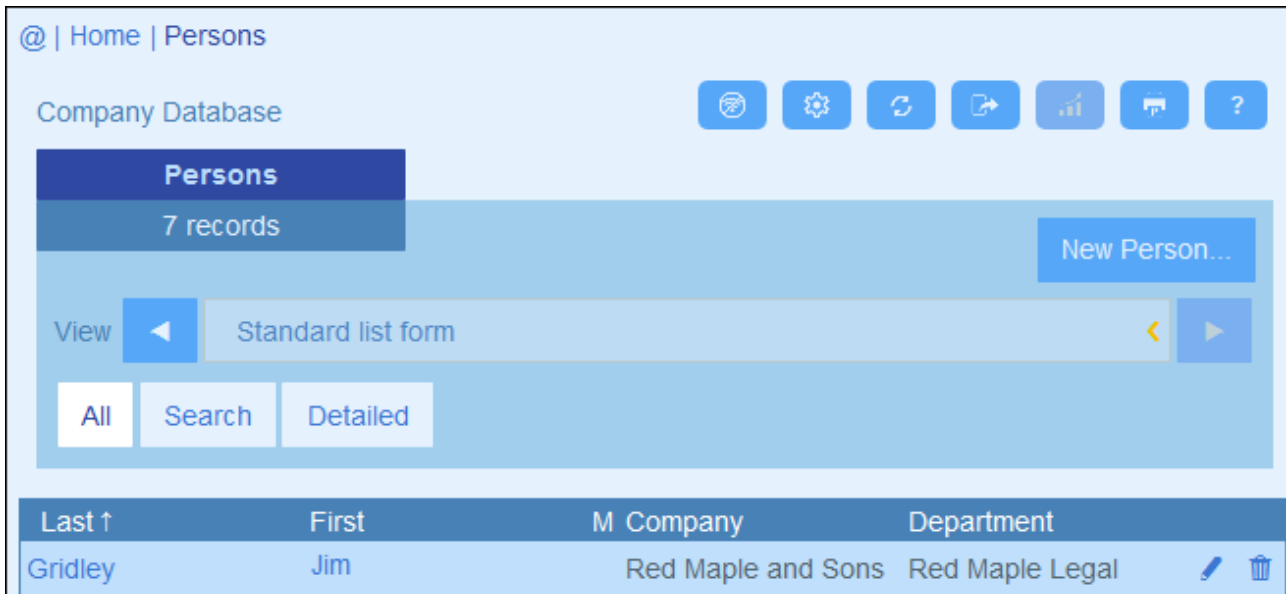 @ | Home | Persons
Company Database
?
Persons
7 records
New Person...
View Standard list form
All Search Detailed
Last ↑ First M Company Department
Gridley Jim Red Maple and Sons Red Maple Legal